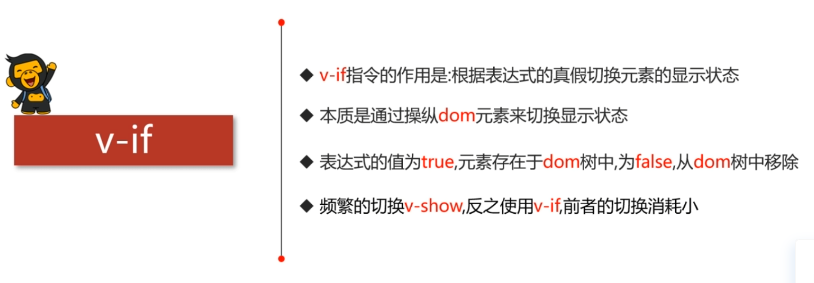 v-if
◆ v-if指令的作用是:根据表达式的真假切换元素的显示状态
◆ 本质是通过操纵dom元素来切换显示状态
◆ 表达式的值为true,元素存在于dom树中,为false,从dom树中移除
◆ 频繁的切换v-show,反之使用v-if,前者的切换消耗小